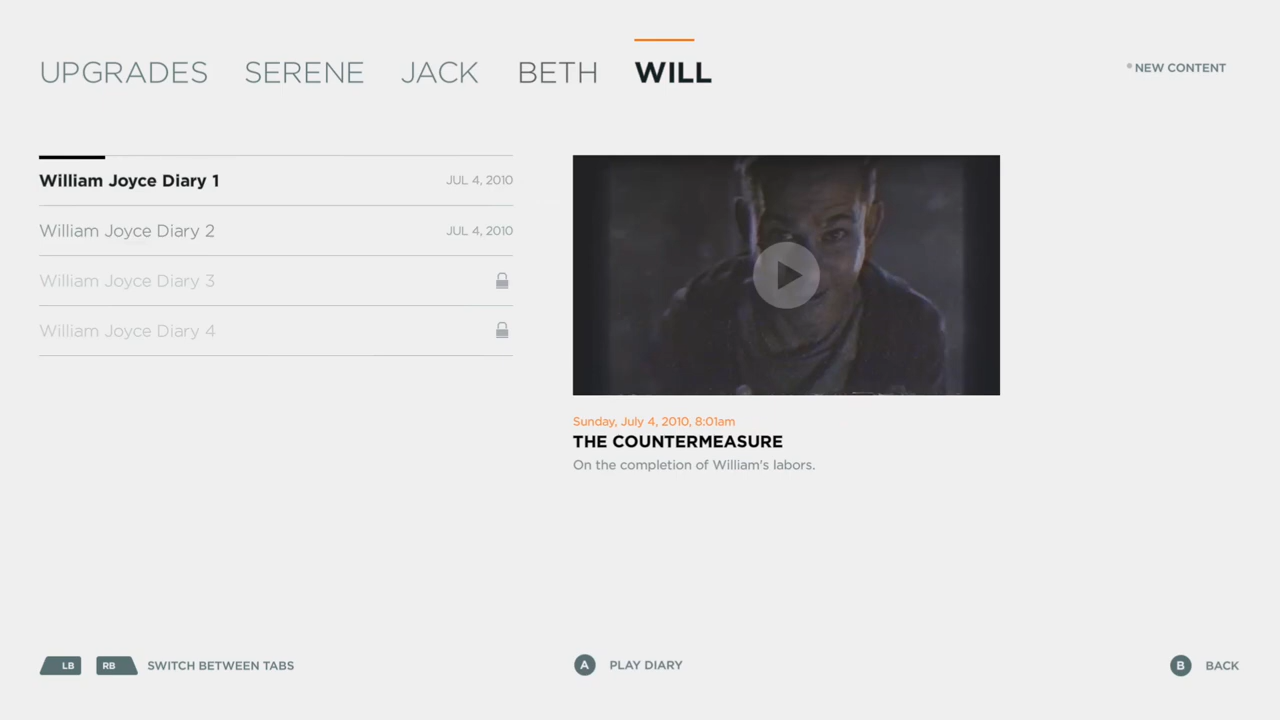 UPGRADES SERENE JACK BETH WILL
NEW CONTENT
William Joyce Diary 1 JUL 4, 2010
William Joyce Diary 2 JUL 4, 2010
William Joyce Diary 3
William Joyce Diary 4
Sunday, July 4, 2010, 8:01am
THE COUNTERMEASURE
On the completion of William's labors.
LB RB SWITCH BETWEEN TABS
A PLAY DIARY
B BACK